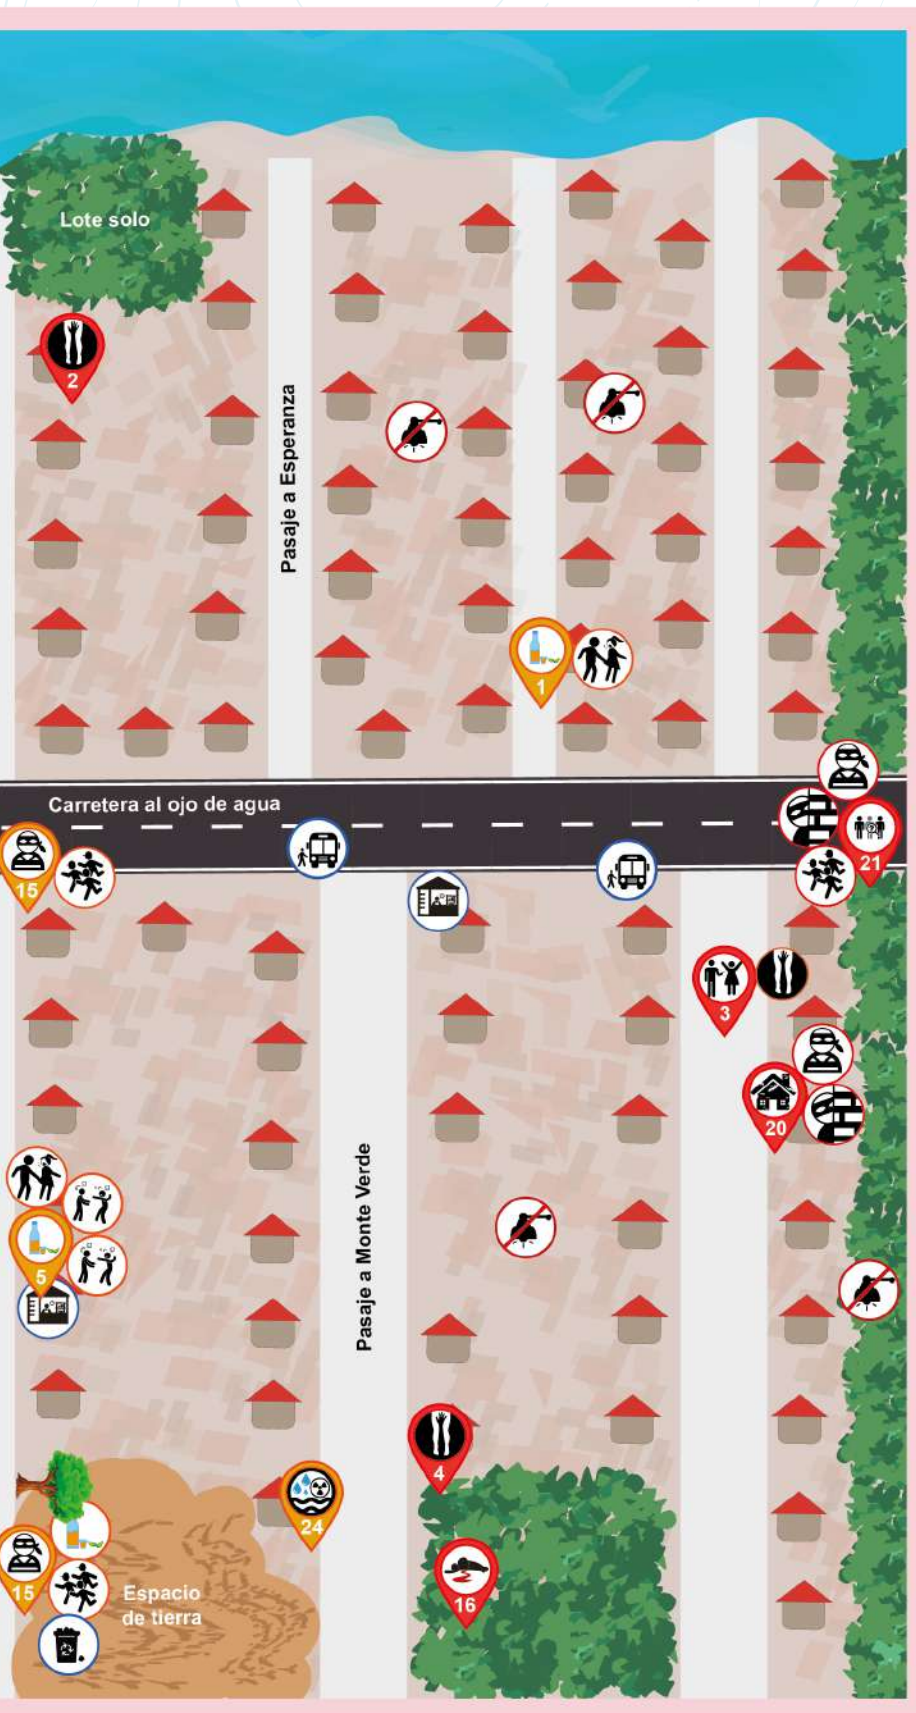 Lote solo
2
Pasaje a Esperanza
1
Carretera al ojo de agua
15
21
3
20
5
Pasaje a Monte Verde
4
24
15
Espacio
de tierra
16